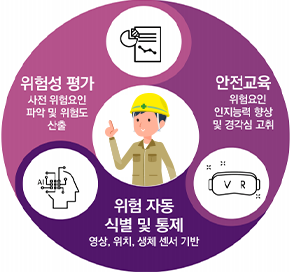 위험성 평가
사전 위험요인
파악 및 위험도
산출
안전교육
위험요인
인지능력 향상
및 경각심 고취
AI
VR
위험 자동
식별 및 통제
영상, 위치, 생체 센서 기반